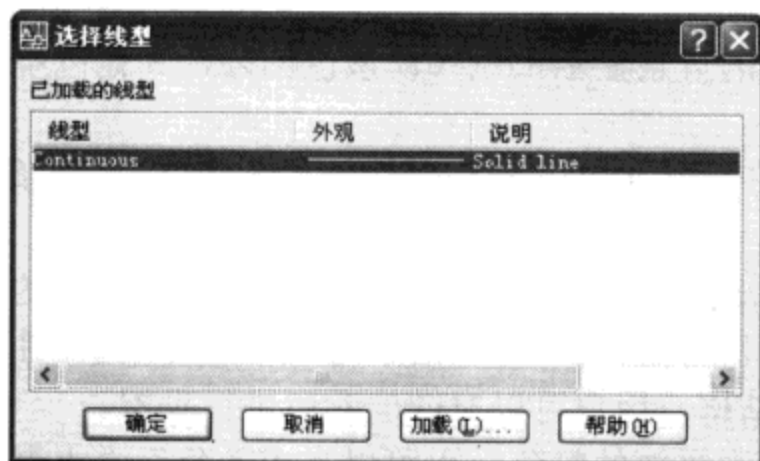 选择线型
已加载的线型
线型 外观 说明
Continuous Solid line
确定 取消 加载(L)... 帮助(H)